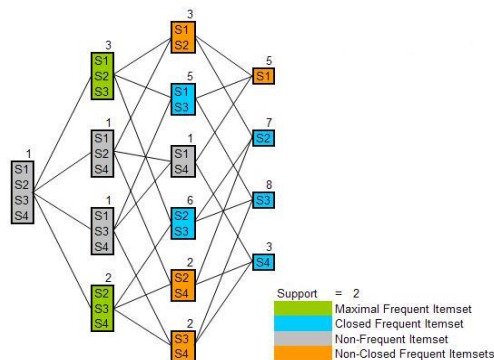 3
S1
S2
3
S1
S2
S3
5
S1
5
S1
S3
7
S2
1
S1
S2
S4
1
S1
S4
1
S1
S2
S3
S4
8
S3
1
S1
S3
S4
6
S2
S3
3
S4
2
S2
S3
S4
2
S2
S4
2
S3
S4
Support = 2
Maximal Frequent Itemset
Closed Frequent Itemset
Non-Frequent Itemset
Non-Closed Frequent Itemsets